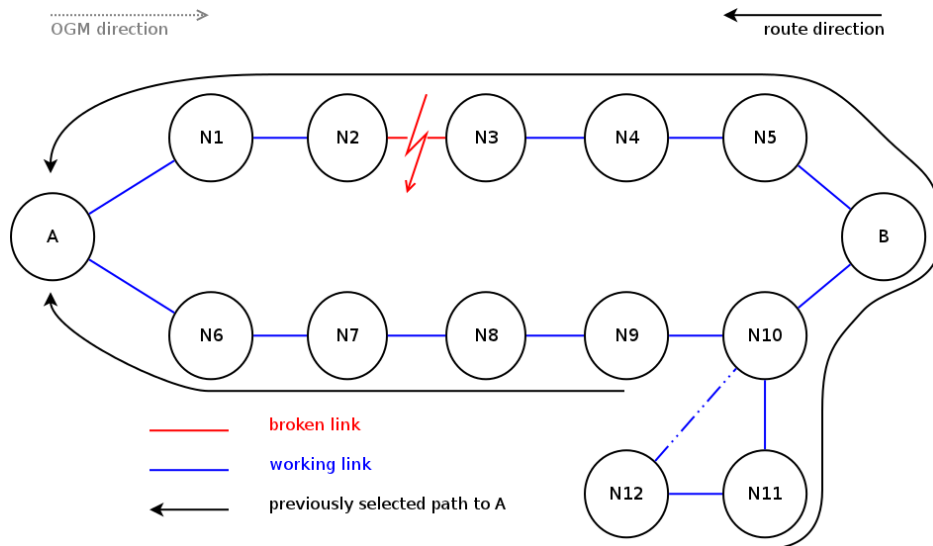 OGM direction
route direction
N1
N2
N3
N4
N5
A
B
N6
N7
N8
N9
N10
broken link
working link
N12
N11
previously selected path to A